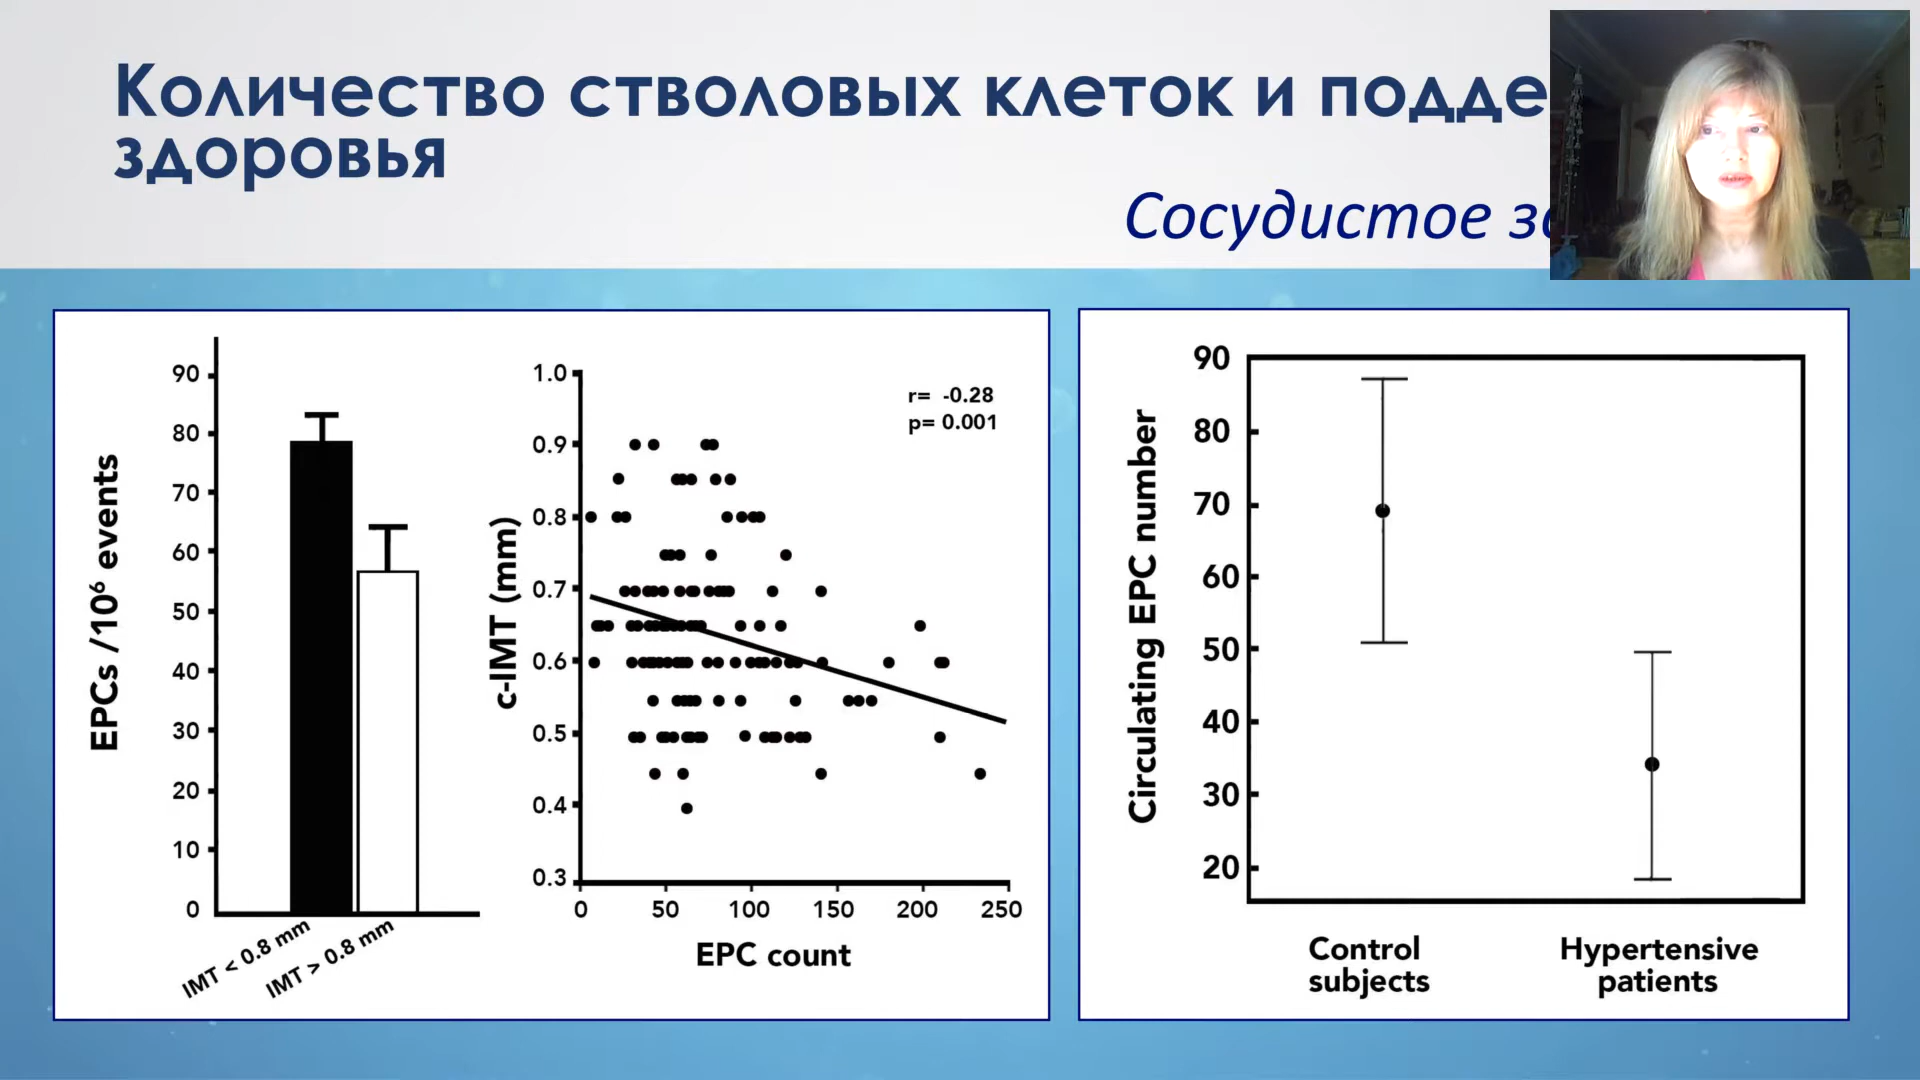 Количество стволовых клеток и подде
здоровья
Сосудистое
EPCs /10⁶ events
90
80
70
60
50
40
30
20
10
0
IMT < 0.8 mm
IMT > 0.8 mm
c-IMT (mm)
1.0
0.9
0.8
0.7
0.6
0.5
0.4
0.3
r= -0.28
p= 0.001
0 50 100 150 200 250
EPC count
Circulating EPC number
90
80
70
60
50
40
30
20
Control
subjects
Hypertensive
patients